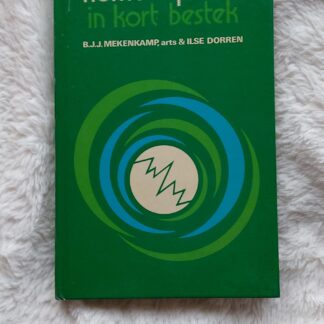 in kort bestek
B.J.J. MEKENKAMP, arts & ILSE DORREN